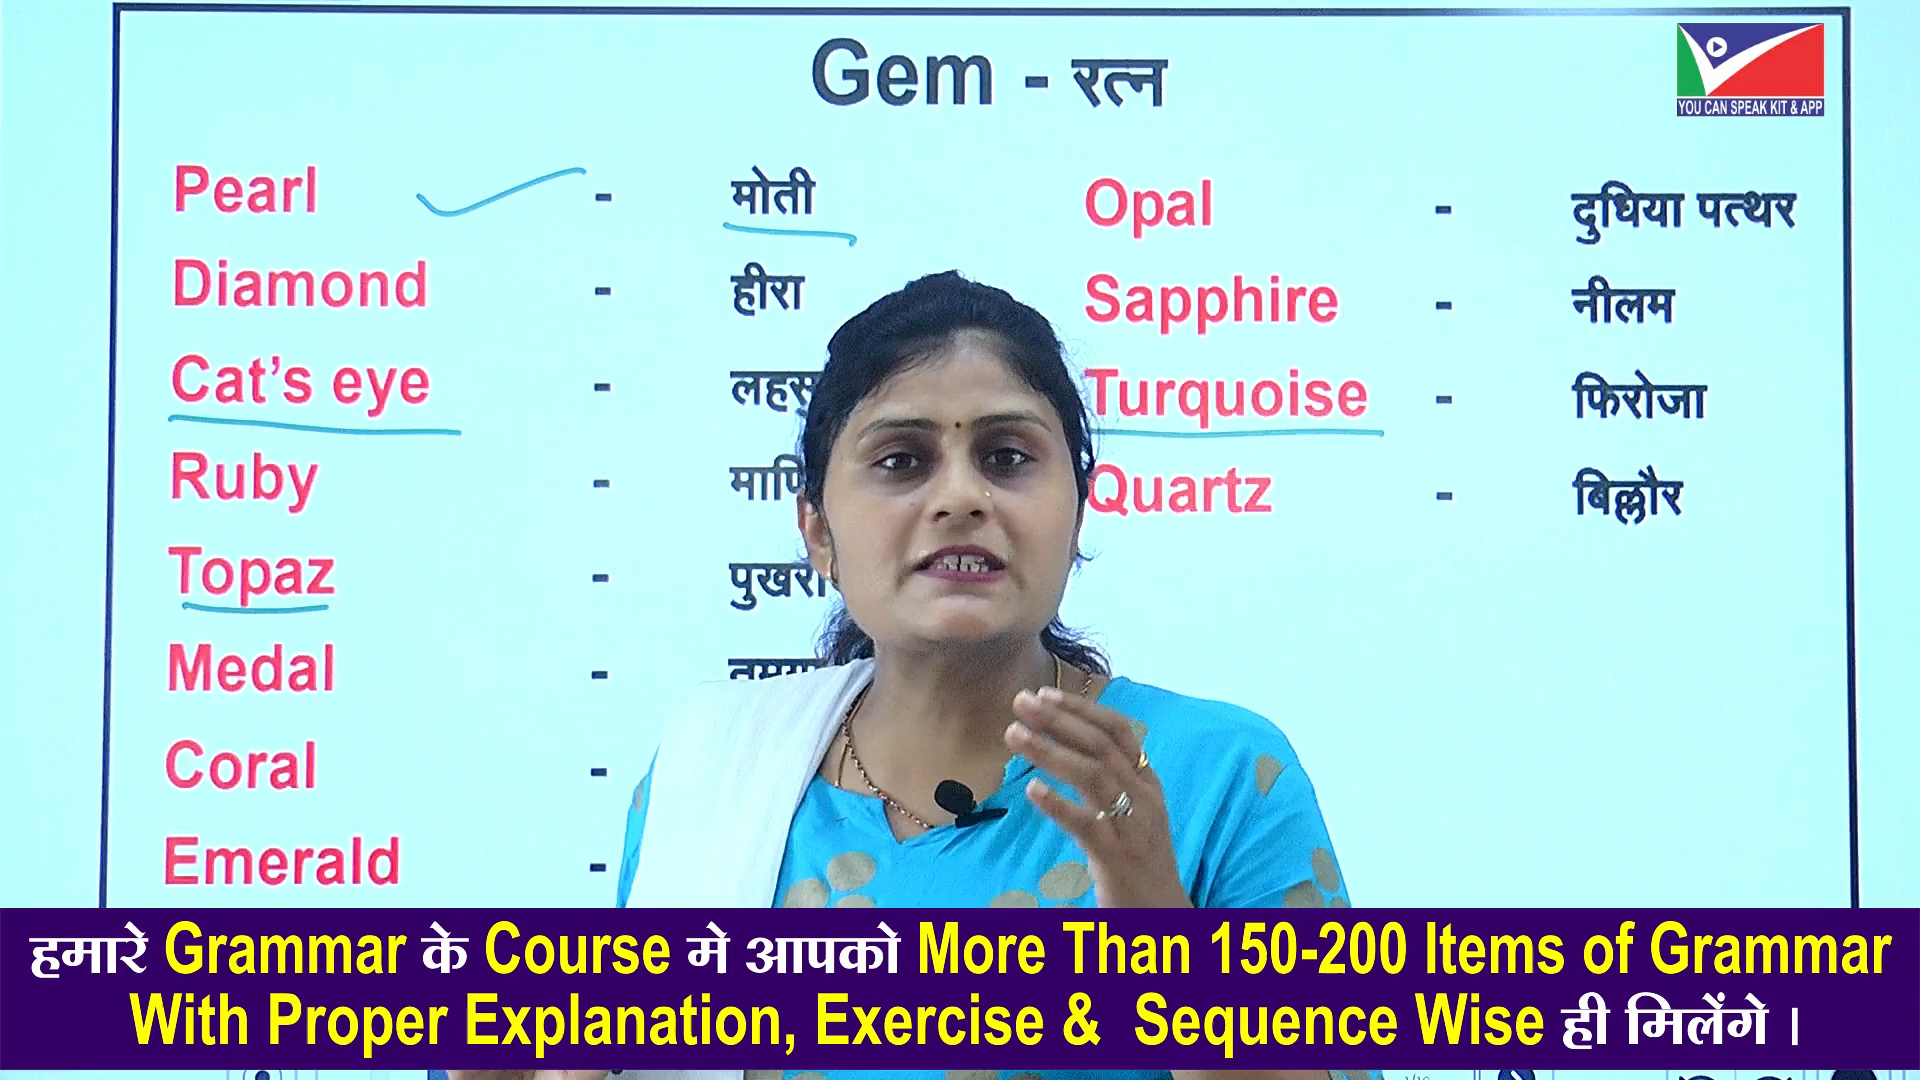 Gem - रत्न
YOU CAN SPEAK KIT & APP
Pearl - मोती
Diamond - हीरा
Cat's eye -
Ruby -
Topaz -
Medal -
Coral -
Emerald -
Opal - दुधिया पत्थर
Sapphire - नीलम
Turquoise - फिरोजा
Quartz - बिल्लौर
हमारे Grammar के Course मे आपको More Than 150-200 Items of Grammar
With Proper Explanation, Exercise & Sequence Wise ही मिलेंगे ।